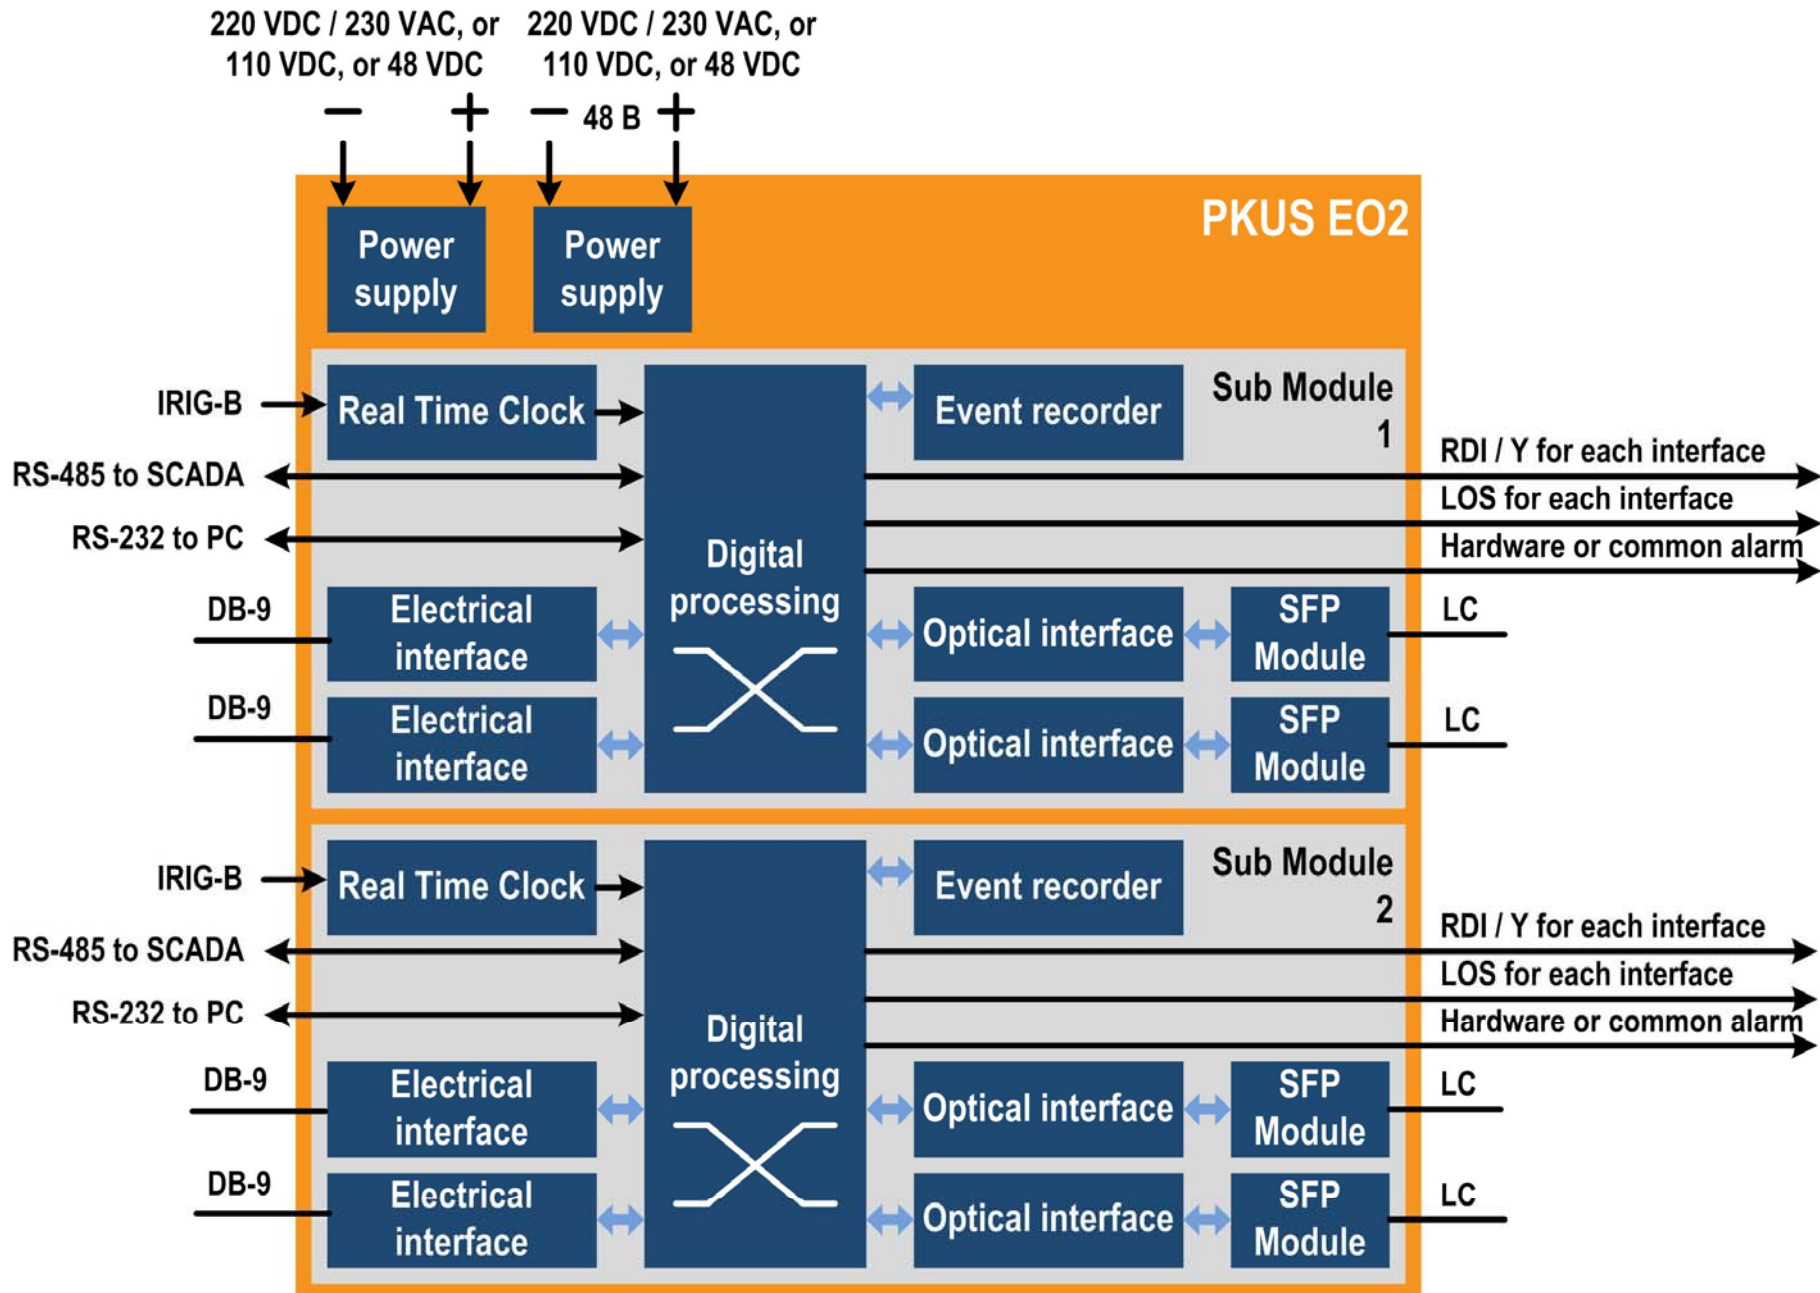 220 VDC / 230 VAC, or
110 VDC, or 48 VDC
220 VDC / 230 VAC, or
110 VDC, or 48 VDC
− +
− 48 B +
PKUS EO2
Power
supply
Power
supply
Sub Module
1
IRIG-B
Real Time Clock
Event recorder
RS-485 to SCADA
RS-232 to PC
Digital
processing
RDI / Y for each interface
LOS for each interface
Hardware or common alarm
DB-9
Electrical
interface
Optical interface
SFP
Module
LC
DB-9
Electrical
interface
Optical interface
SFP
Module
LC
Sub Module
2
IRIG-B
Real Time Clock
Event recorder
RS-485 to SCADA
RS-232 to PC
Digital
processing
RDI / Y for each interface
LOS for each interface
Hardware or common alarm
DB-9
Electrical
interface
Optical interface
SFP
Module
LC
DB-9
Electrical
interface
Optical interface
SFP
Module
LC